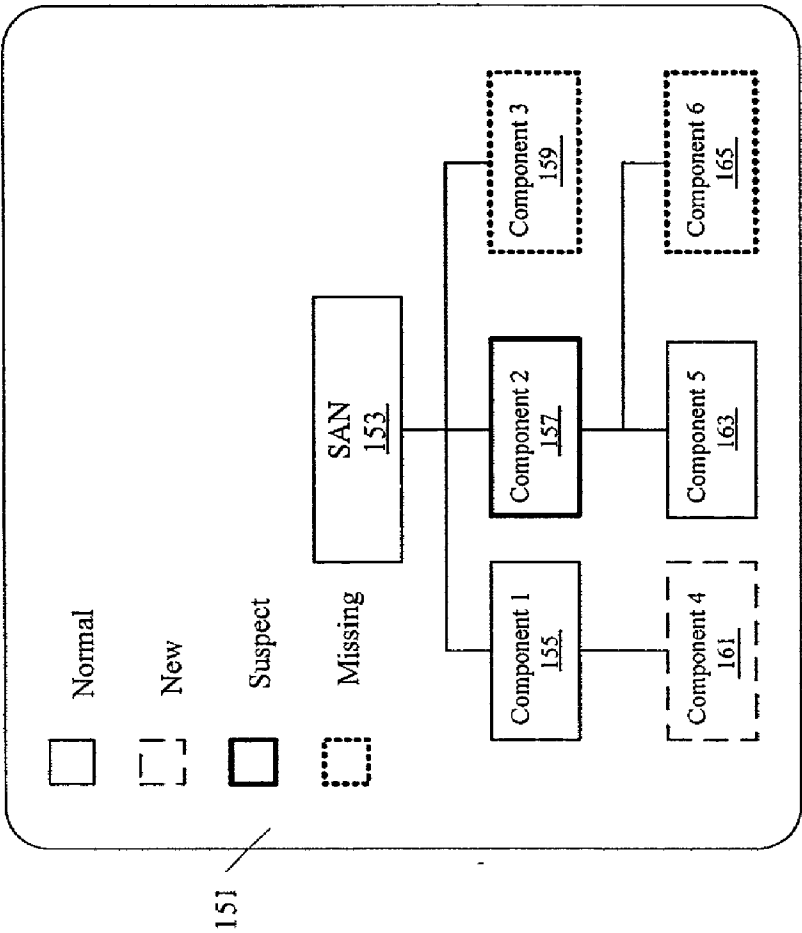 Normal
New
Suspect
Missing
151
SAN
153
Component 1
155
Component 2
157
Component 3
159
Component 4
161
Component 5
163
Component 6
165